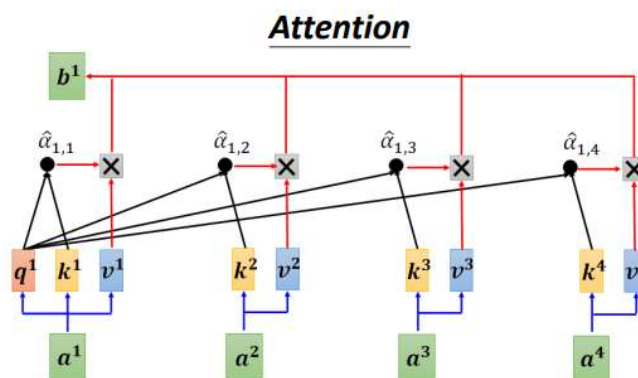 Attention
b¹
α̂₁,₁ × α̂₁,₂ × α̂₁,₃ × α̂₁,₄ ×
q¹ k¹ v¹ k² v² k³ v³ k⁴ v
a¹ a² a³ a⁴